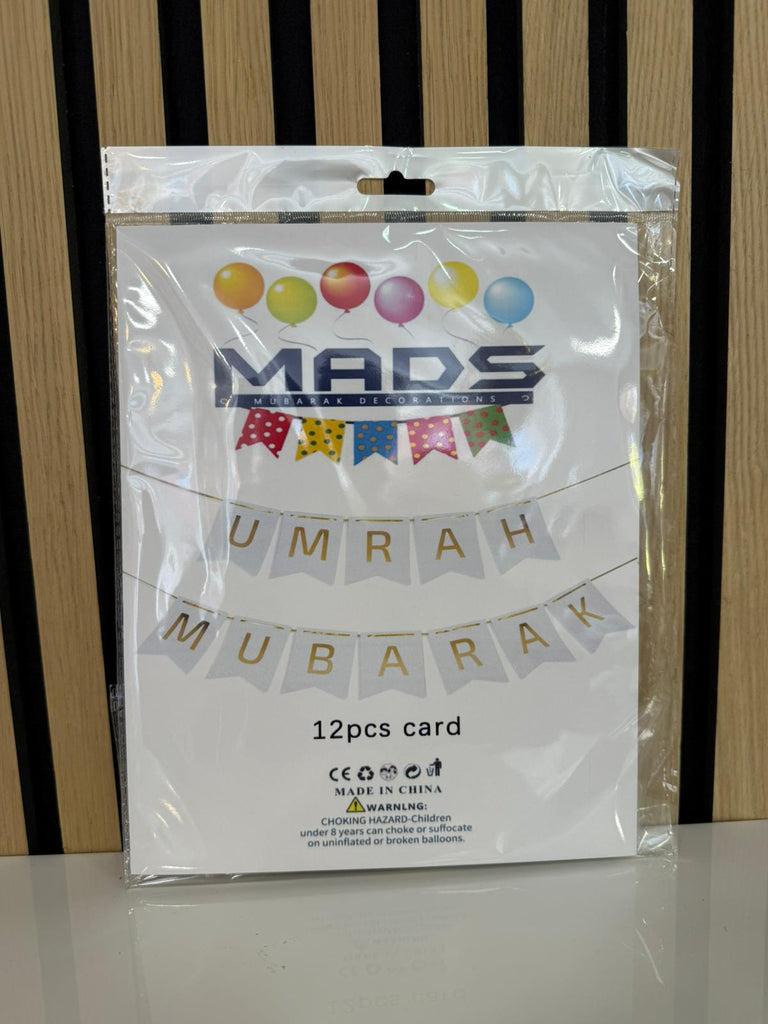 MADS
MUBARAK DECORATIONS
UMRAH
MUBARAK
12pcs card
CE
MADE IN CHINA
WARNLNG:
CHOKING HAZARD-Children
under 8 years can choke or suffocate
on uninflated or broken balloons.